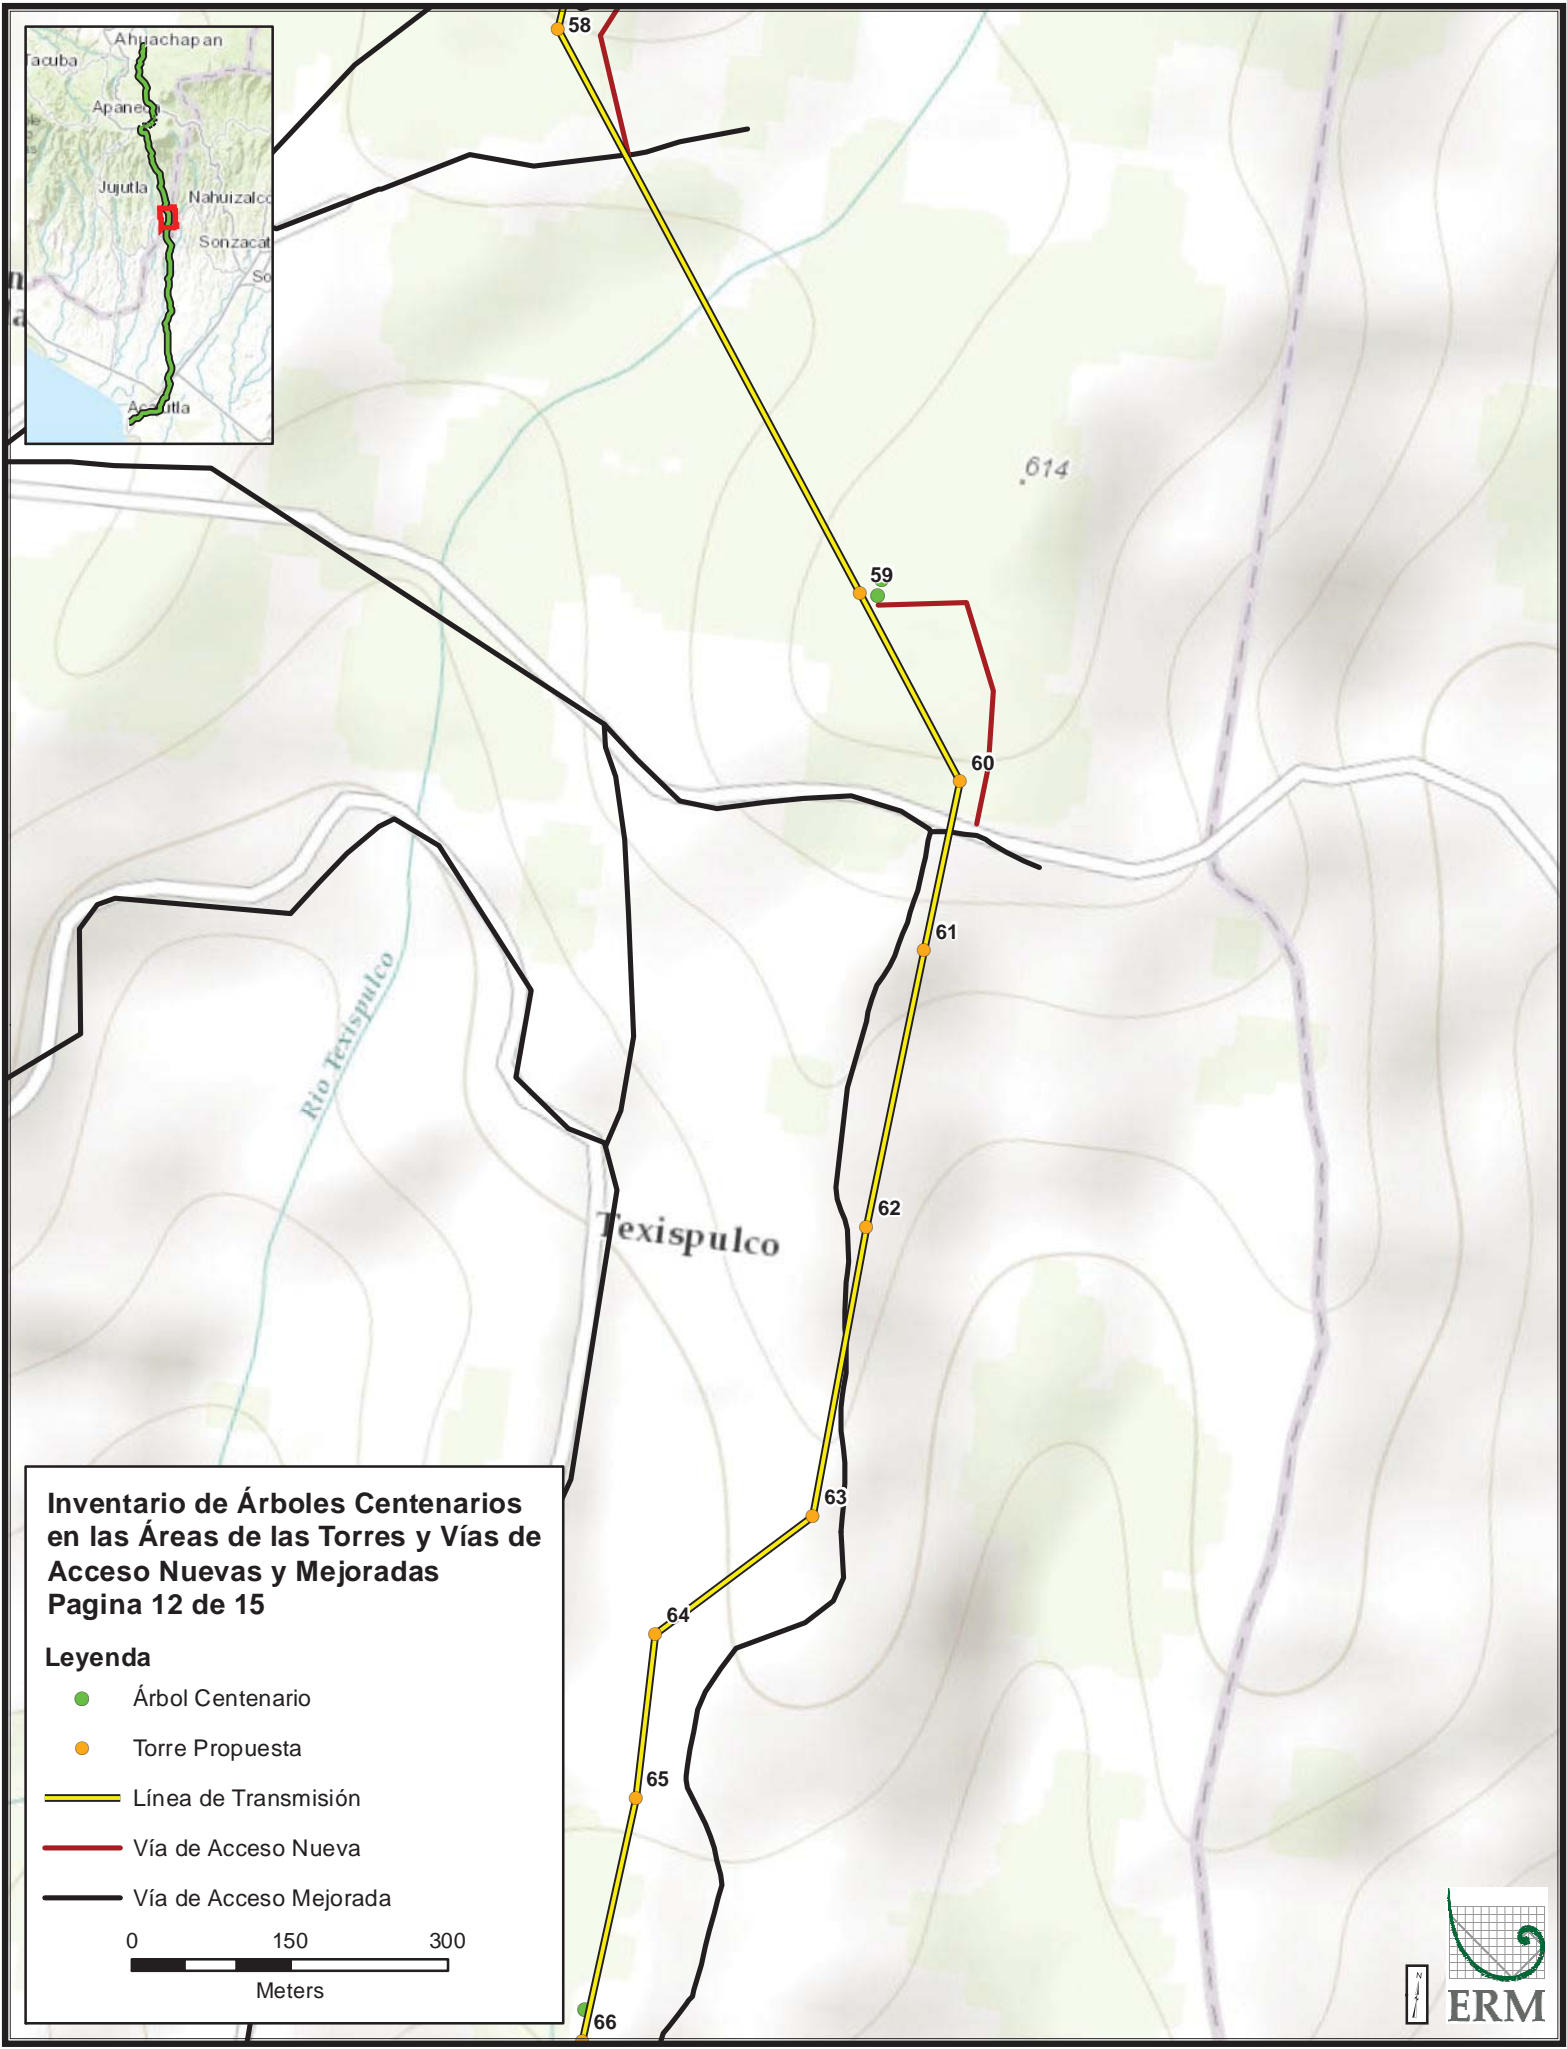 Ahuachapan
Tacuba
Jujutla
Nahuizalco
58
614
59
60
61
Rio Texispulco
62
Texispulco
63
64
65
66
Inventario de Árboles Centenarios
en las Áreas de las Torres y Vías de
Acceso Nuevas y Mejoradas
Pagina 12 de 15
Leyenda
Árbol Centenario
Torre Propuesta
Línea de Transmisión
Vía de Acceso Nueva
Vía de Acceso Mejorada
0 150 300
Meters
N
ERM